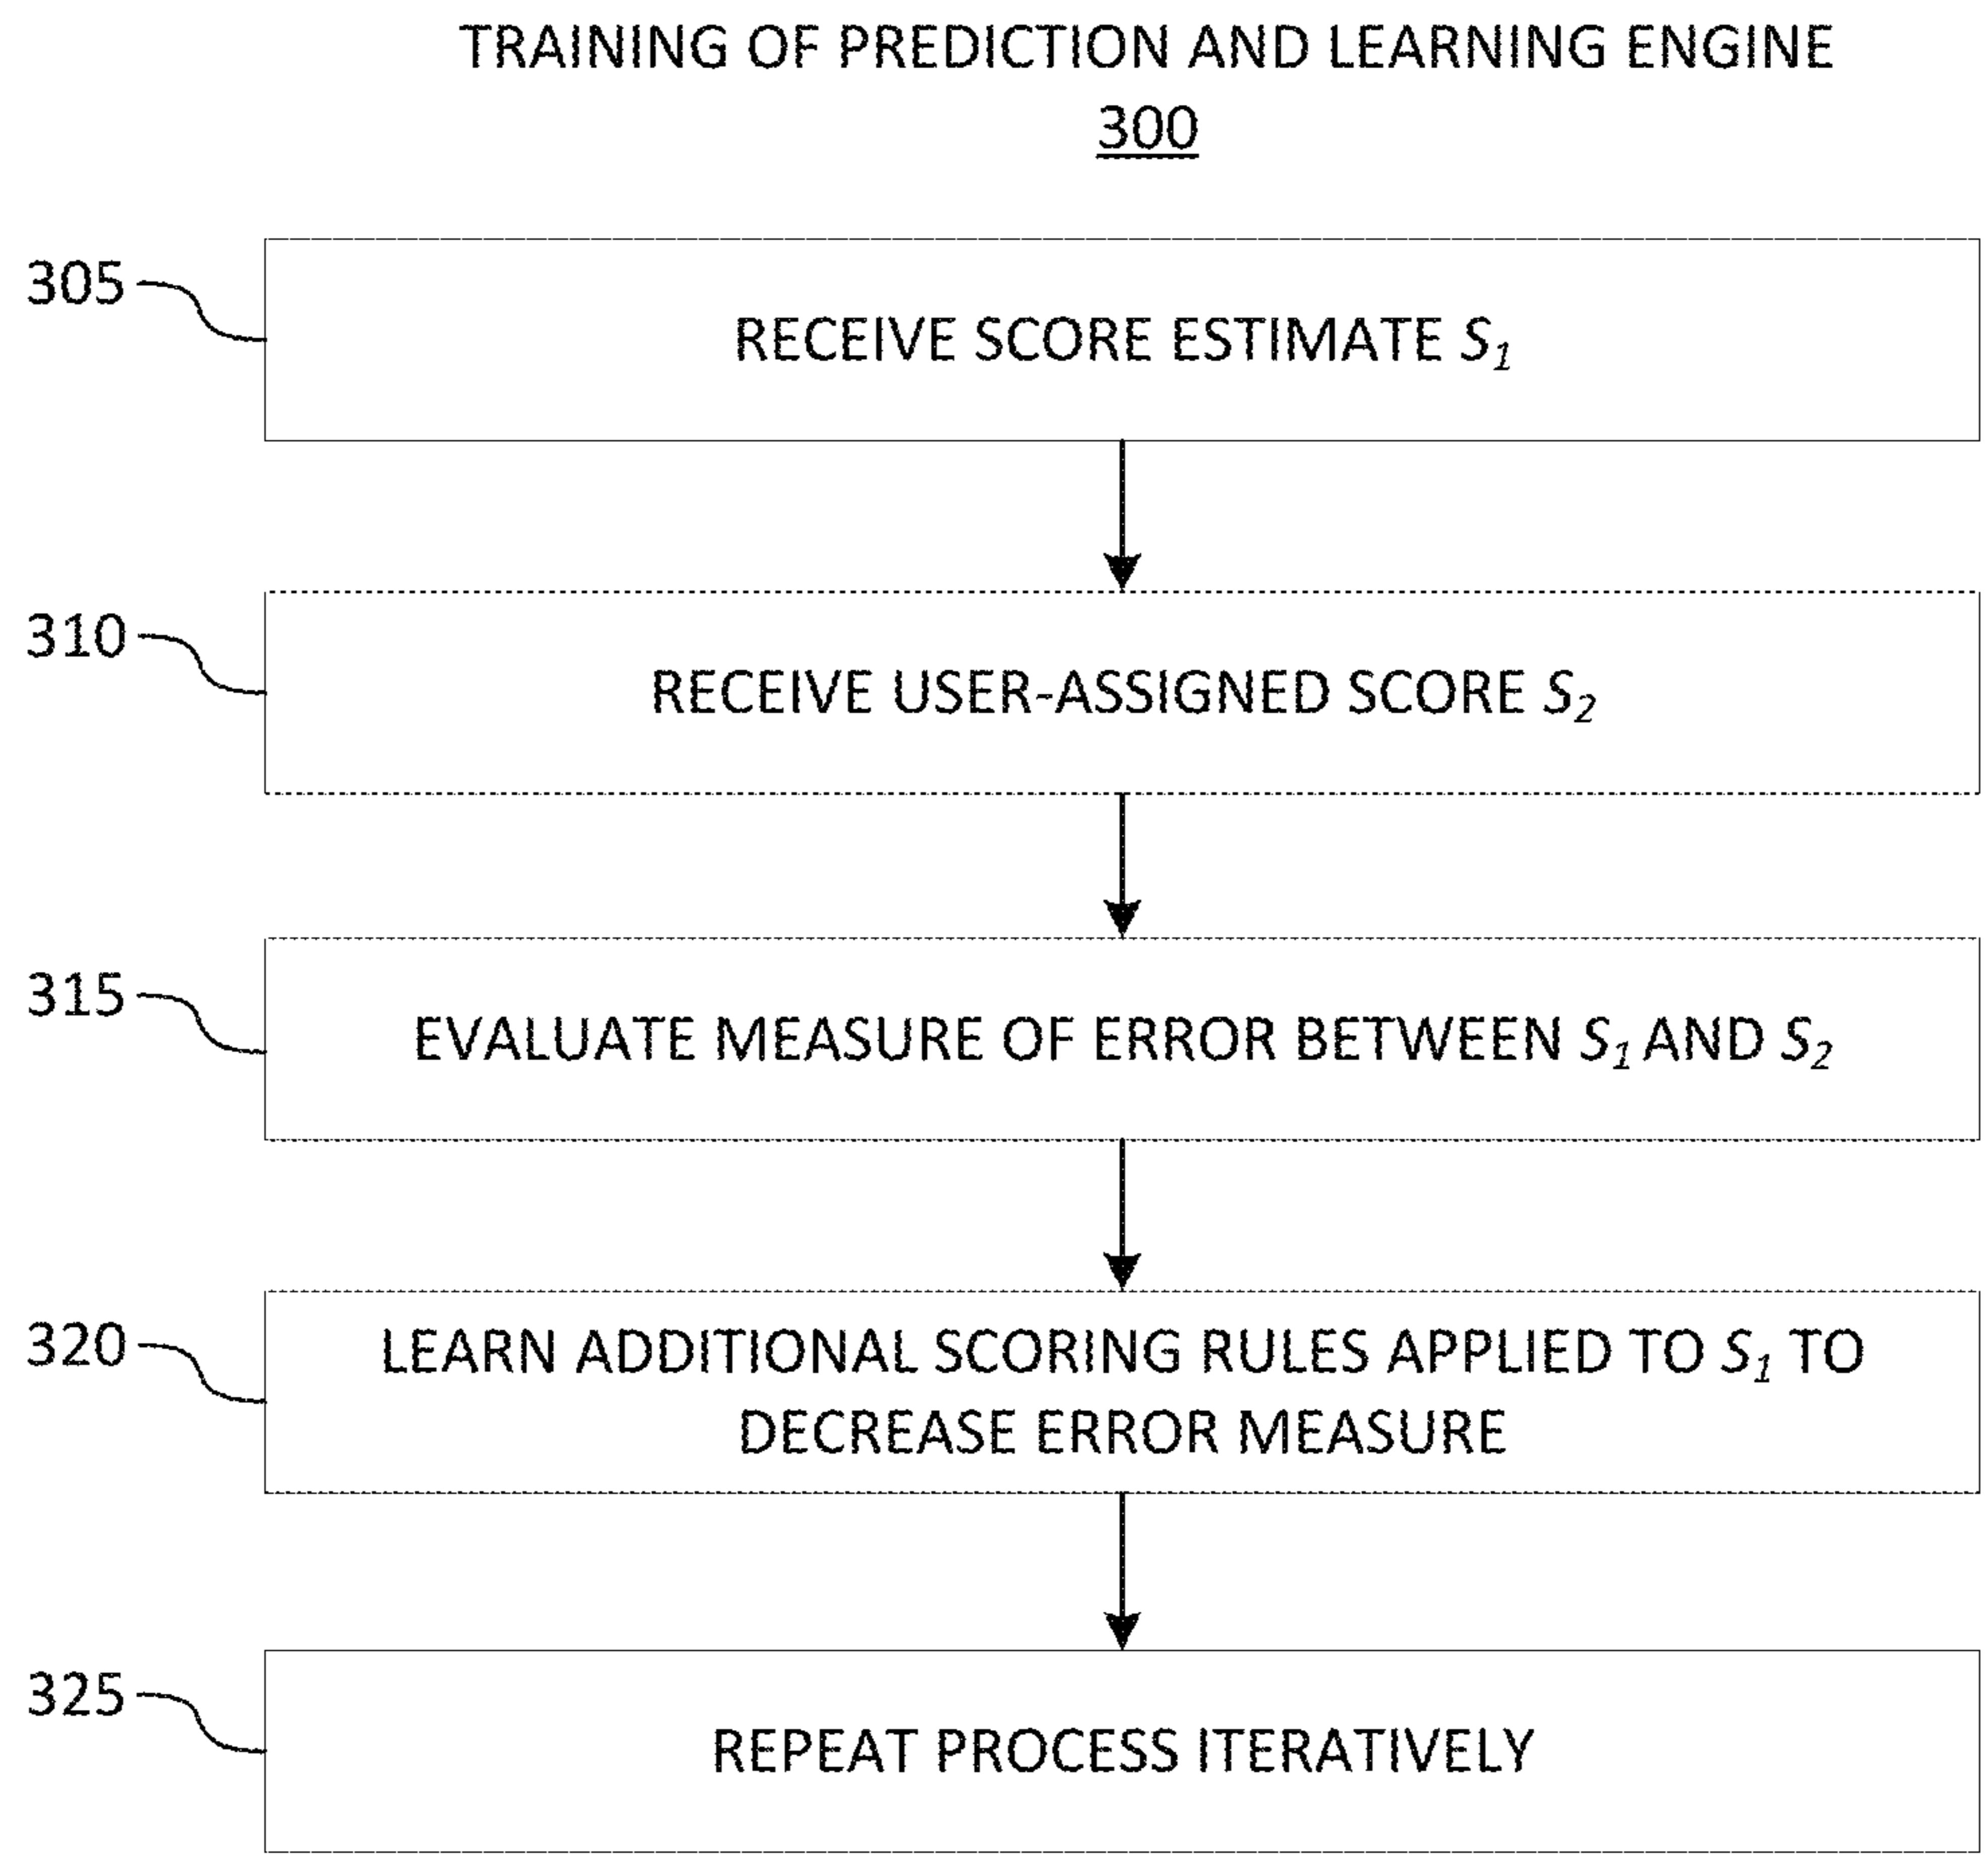 TRAINING OF PREDICTION AND LEARNING ENGINE
300
305
RECEIVE SCORE ESTIMATE S1
310
RECEIVE USER-ASSIGNED SCORE S2
315
EVALUATE MEASURE OF ERROR BETWEEN S1 AND S2
320
LEARN ADDITIONAL SCORING RULES APPLIED TO S1 TO
DECREASE ERROR MEASURE
325
REPEAT PROCESS ITERATIVELY